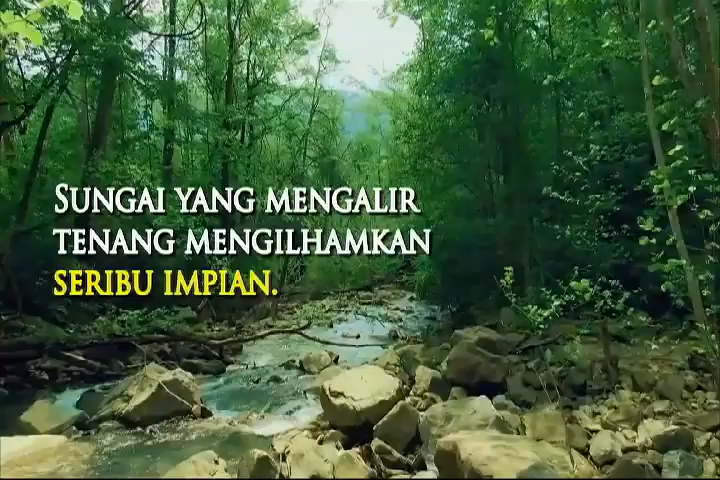 SUNGAI YANG MENGALIR
TENANG MENGILHAMKAN
SERIBU IMPIAN.